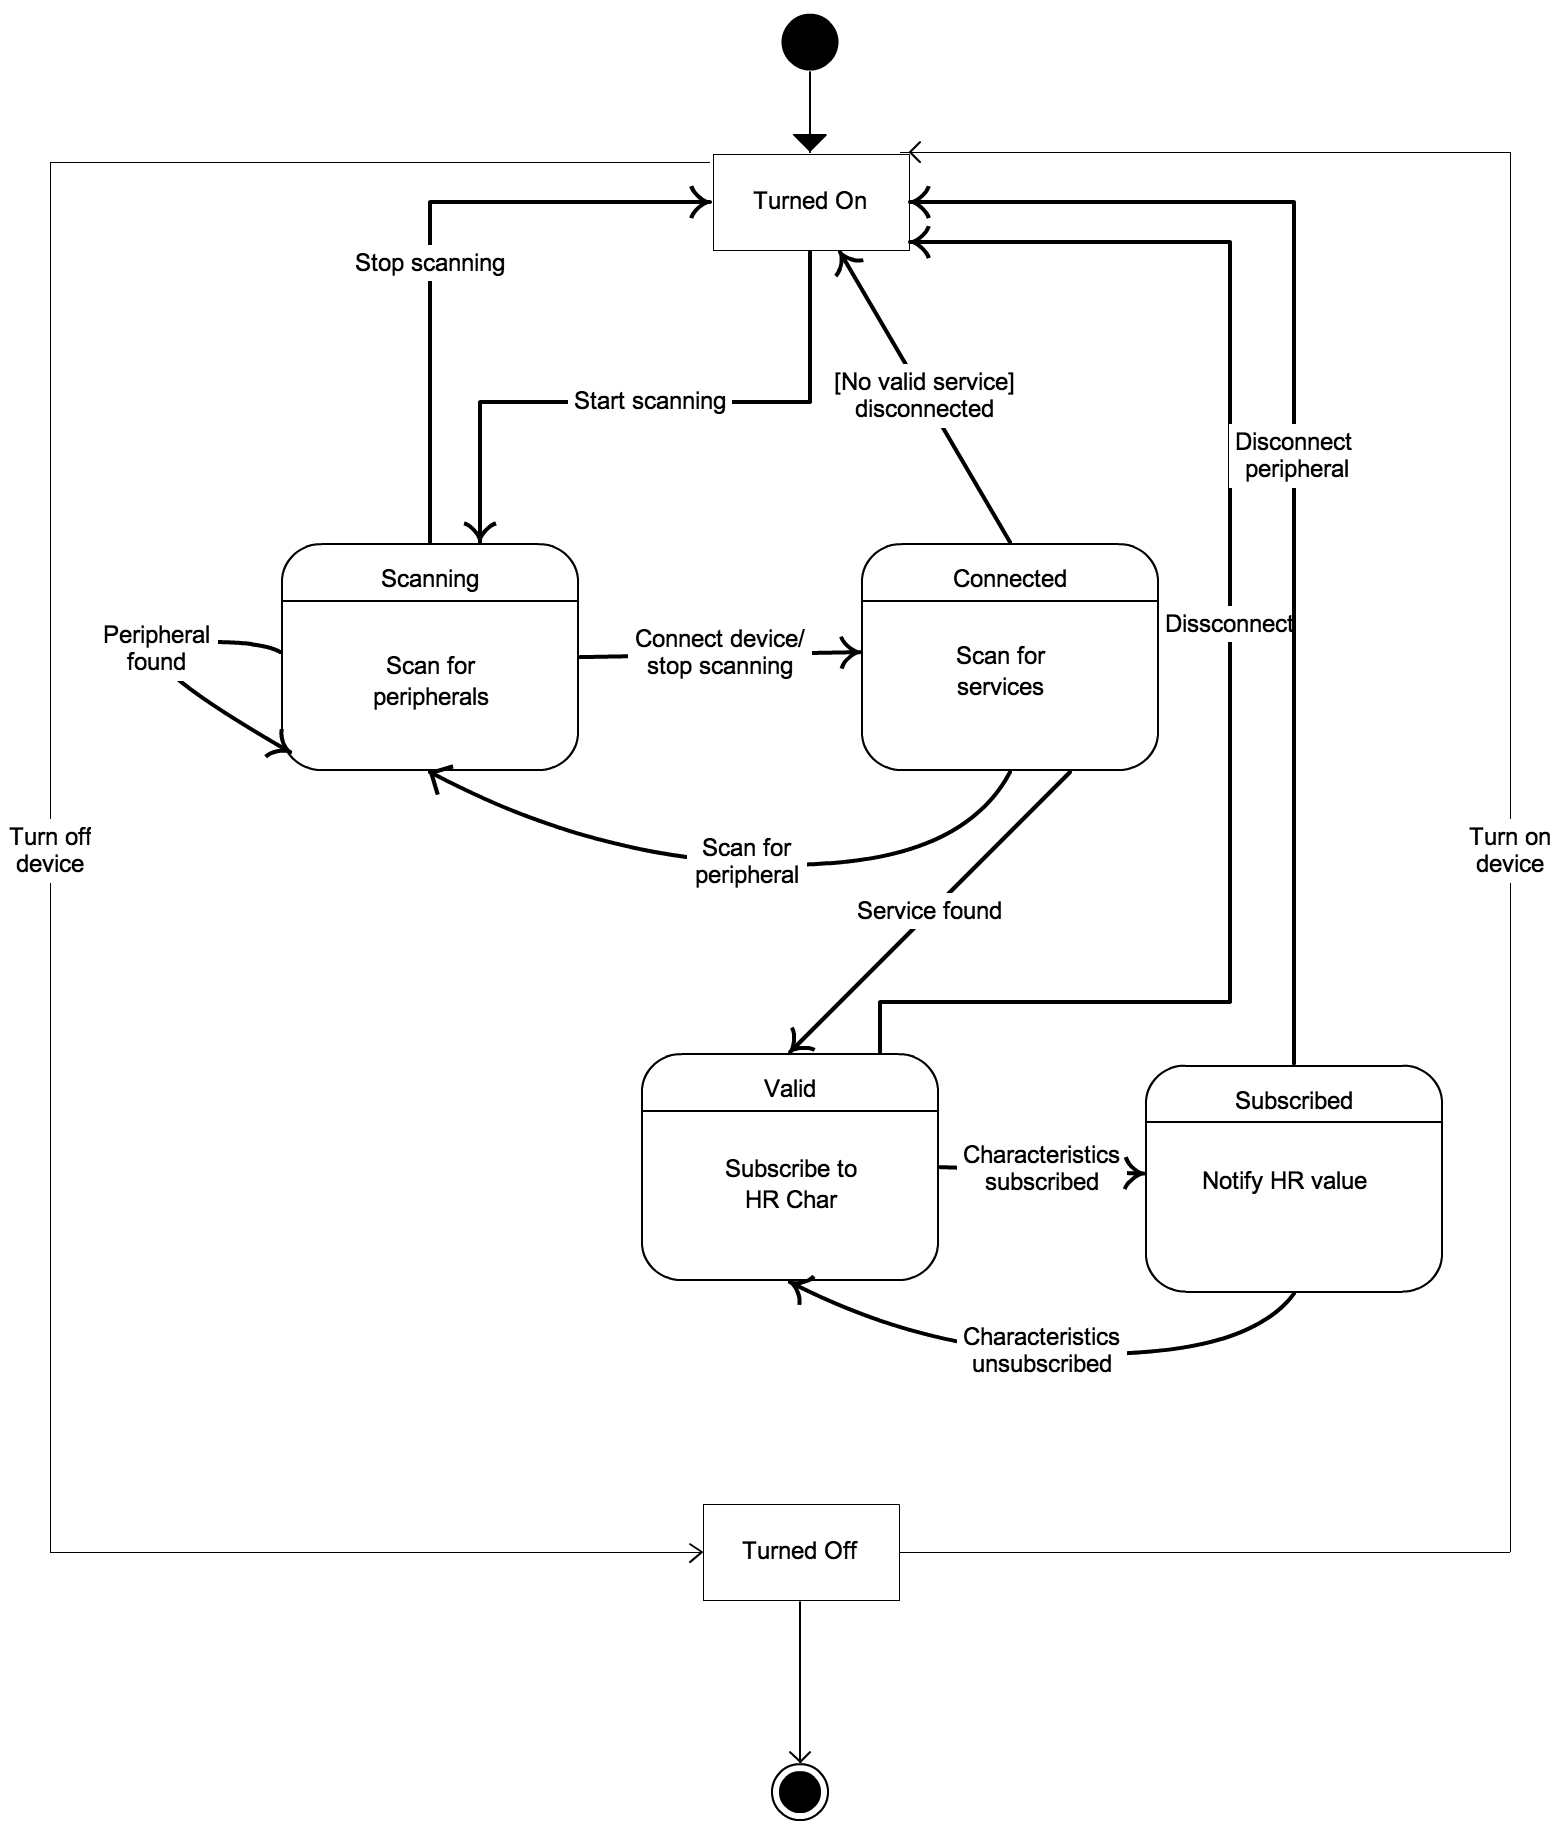 Turned On
Stop scanning
[No valid service]
disconnected
Start scanning
Disconnect
peripheral
Scanning
Connected
Dissconnect
Peripheral
found
Connect device/
stop scanning
Scan for
peripherals
Scan for
services
Turn off
device
Scan for
peripheral
Turn on
device
Service found
Valid
Subscribed
Subscribe to
HR Char
Characteristics
subscribed
Notify HR value
Characteristics
unsubscribed
Turned Off